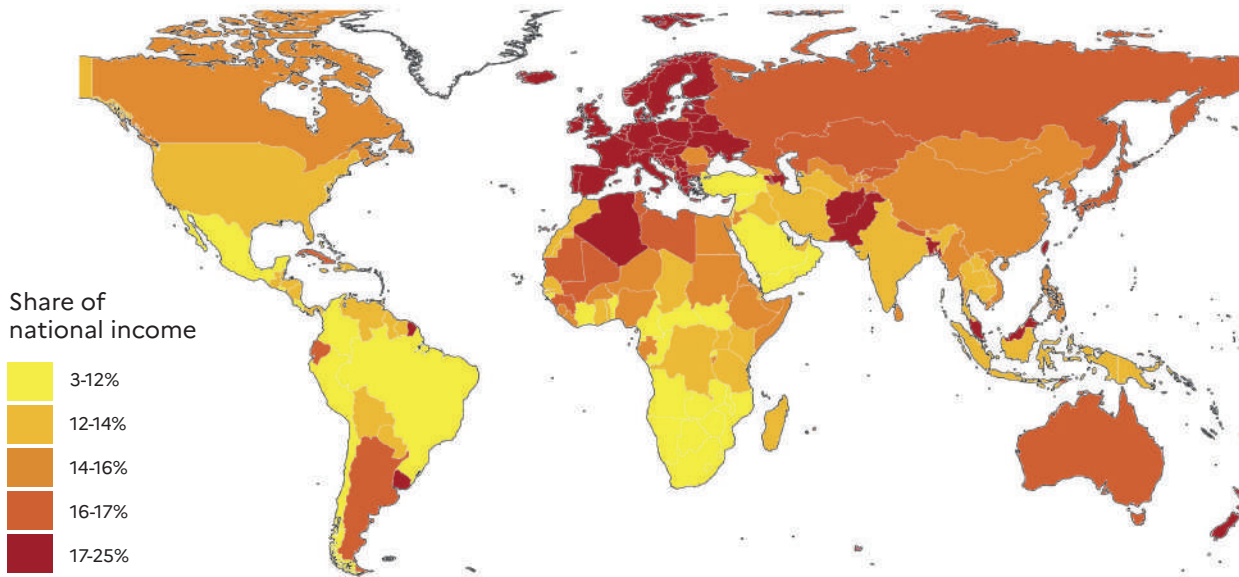 Share of
national income
3-12%
12-14%
14-16%
16-17%
17-25%